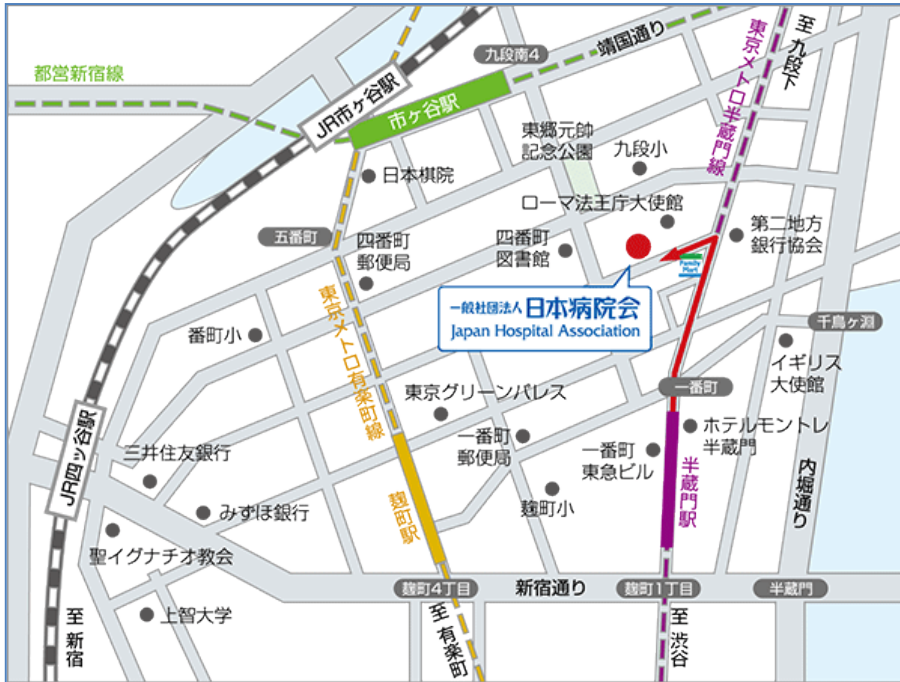 都営新宿線
JR市ヶ谷駅
市ヶ谷駅
九段南4
靖国通り
東京メトロ半蔵門線
至 九段下
東郷元帥
記念公園
九段小
日本棋院
ローマ法王庁大使館
五番町
四番町
郵便局
四番町
図書館
第二地方
銀行協会
Family
Mart
一般社団法人 日本病院会
Japan Hospital Association
番町小
東京メトロ有楽町線
千鳥ヶ淵
イギリス
大使館
一番町
東京グリーンパレス
ホテルモントレ
半蔵門
一番町
郵便局
一番町
東急ビル
JR四ッ谷駅
三井住友銀行
みずほ銀行
麹町駅
麹町小
半蔵門駅
内堀通り
聖イグナチオ教会
麹町4丁目
新宿通り
麹町1丁目
半蔵門
上智大学
至 新宿
至 有楽町
至 渋谷